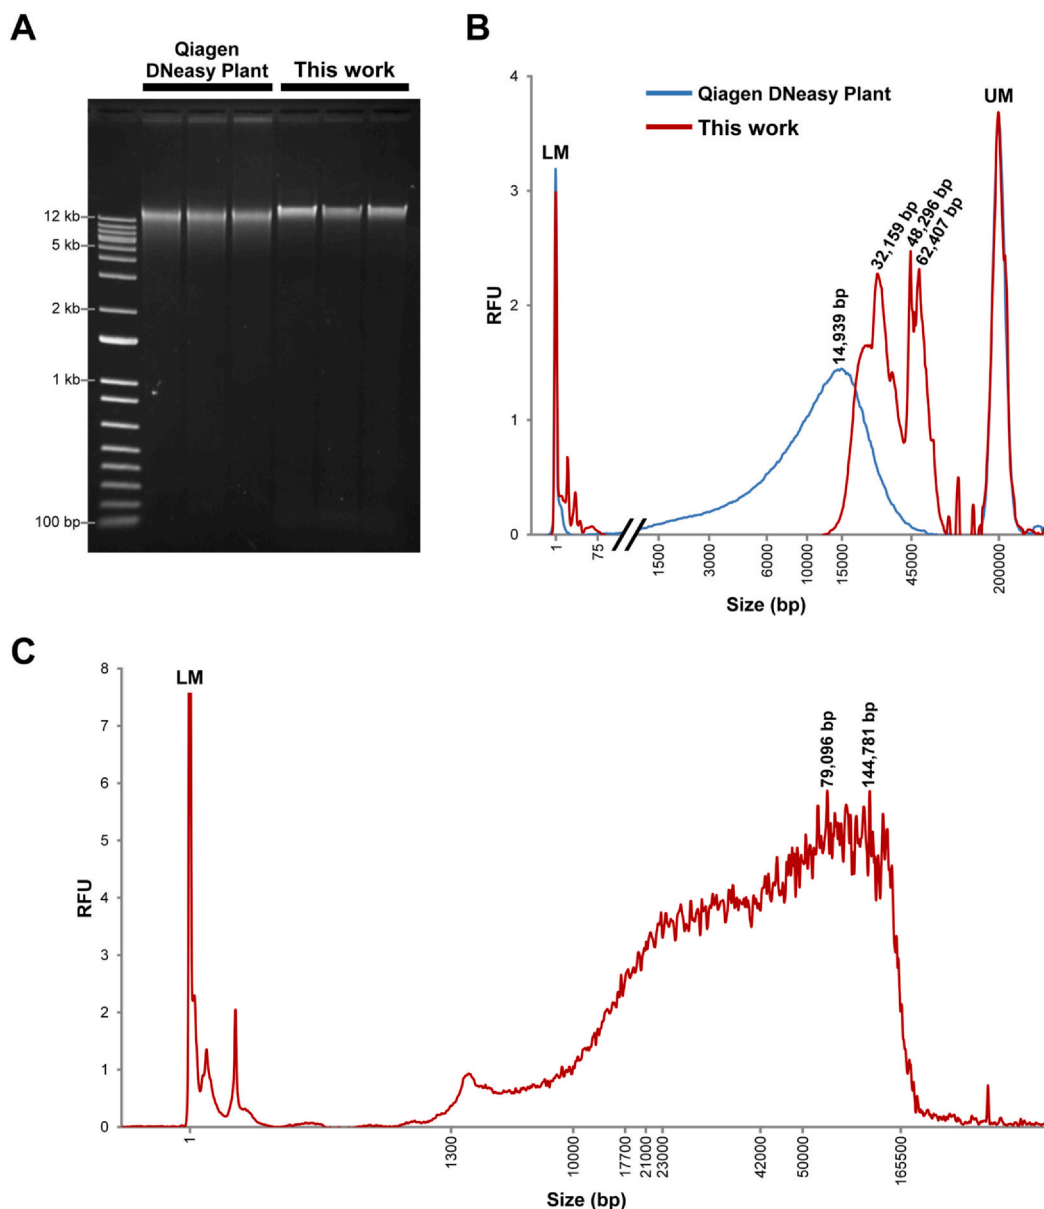 A
Qiagen
DNeasy Plant
This work
12 kb
5 kb
2 kb
1 kb
100 bp
B
4
3
2
1
0
RFU
Qiagen DNeasy Plant
This work
LM
UM
14,939 bp
32,159 bp
48,296 bp
62,407 bp
1
75
1500
3000
6000
10000
15000
45000
200000
Size (bp)
C
8
7
6
5
4
3
2
1
0
RFU
LM
79,096 bp
144,781 bp
1
1300
10000
17700
21000
23000
42000
50000
165500
Size (bp)